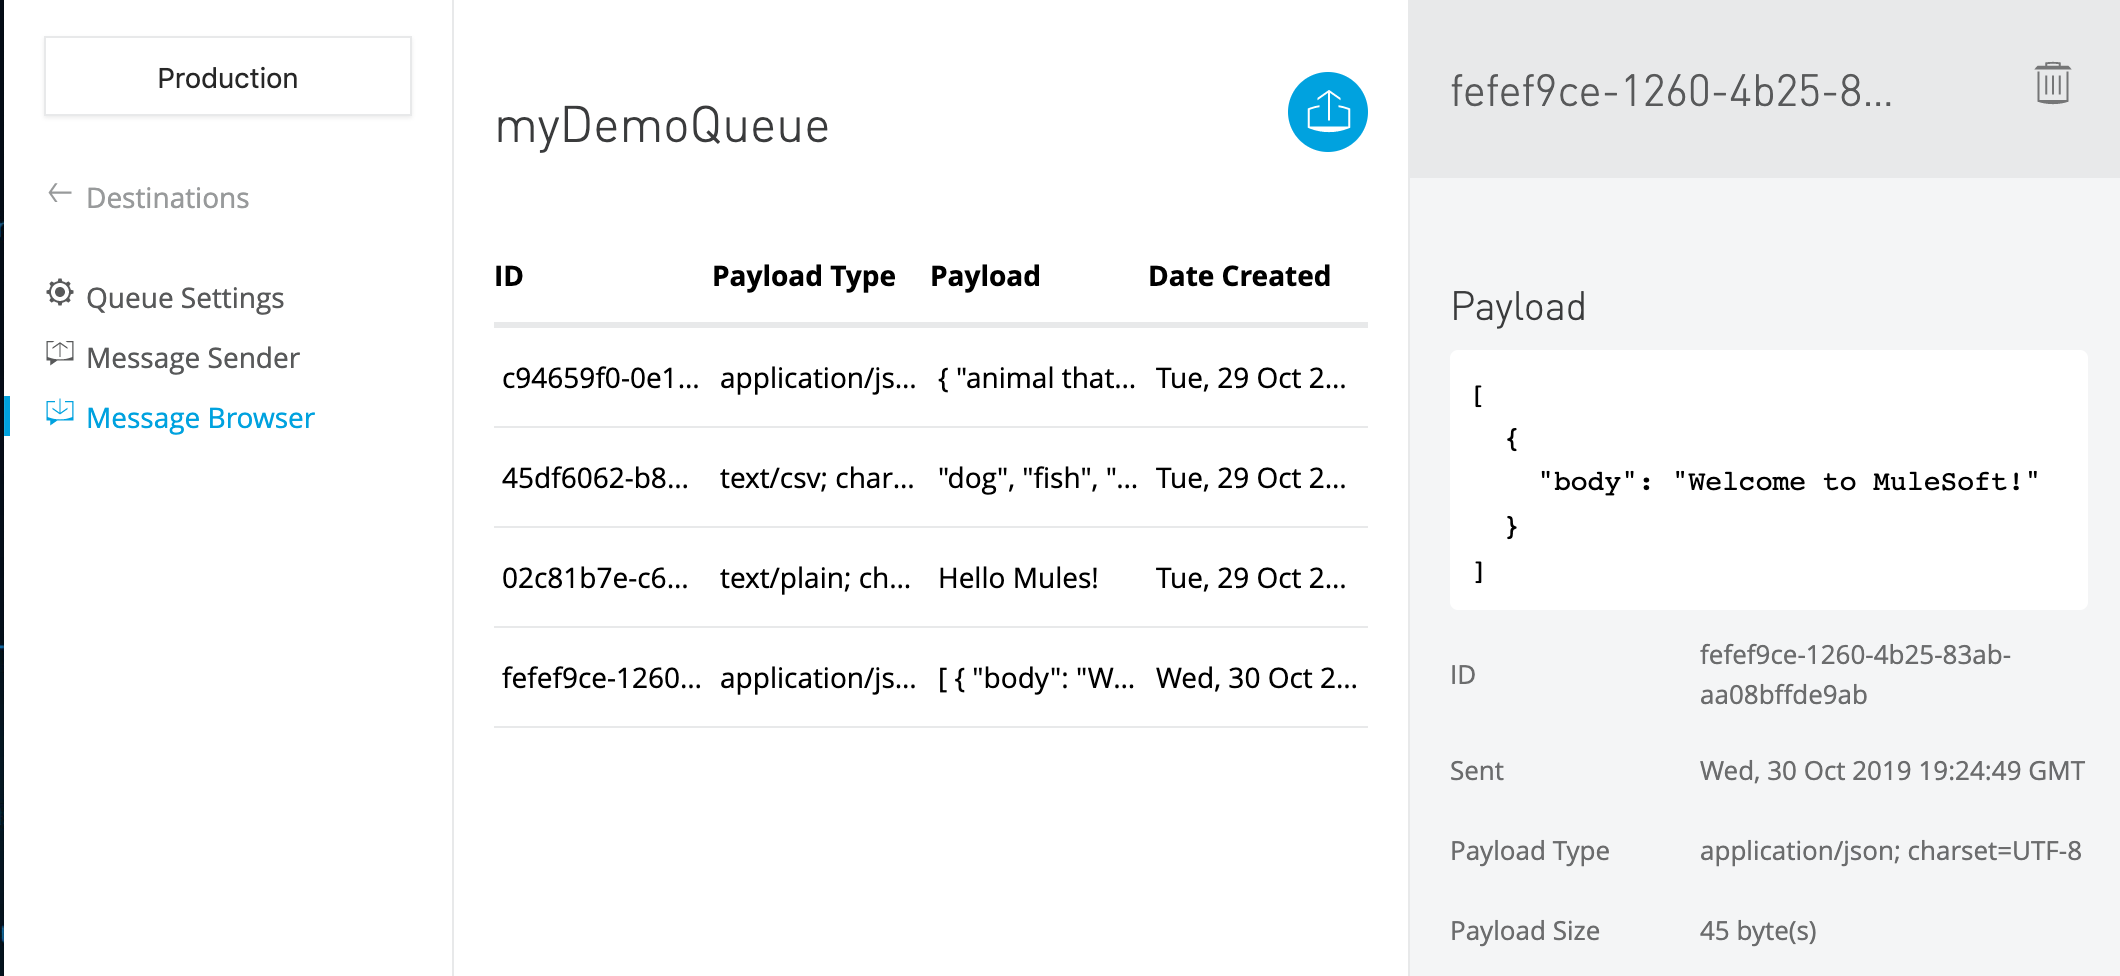 Production
Destinations
Queue Settings
Message Sender
Message Browser
myDemoQueue
ID Payload Type Payload Date Created
c94659f0-0e1... application/js... { "animal that... Tue, 29 Oct 2...
45df6062-b8... text/csv; char... "dog", "fish", "... Tue, 29 Oct 2...
02c81b7e-c6... text/plain; ch... Hello Mules! Tue, 29 Oct 2...
fefef9ce-1260... application/js... [ { "body": "W... Wed, 30 Oct 2...
fefef9ce-1260-4b25-8...
Payload
[
{
"body": "Welcome to MuleSoft!"
}
]
ID fefef9ce-1260-4b25-83ab-
aa08bffde9ab
Sent Wed, 30 Oct 2019 19:24:49 GMT
Payload Type application/json; charset=UTF-8
Payload Size 45 byte(s)